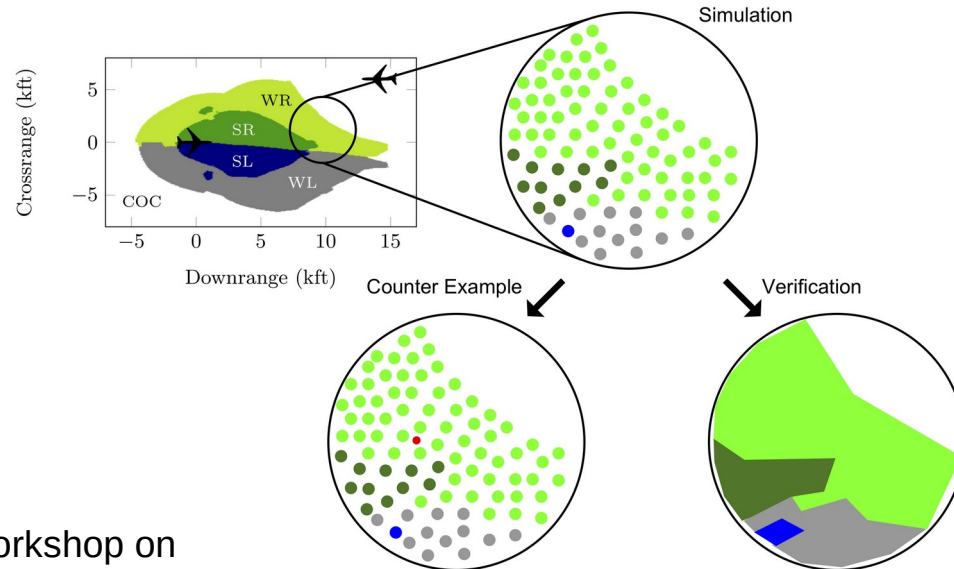 Simulation
Crossrange (kft)
5
0
−5
WR
SR
SL
WL
COC
−5
0
5
10
15
Downrange (kft)
Counter Example
Verification
orkshop on